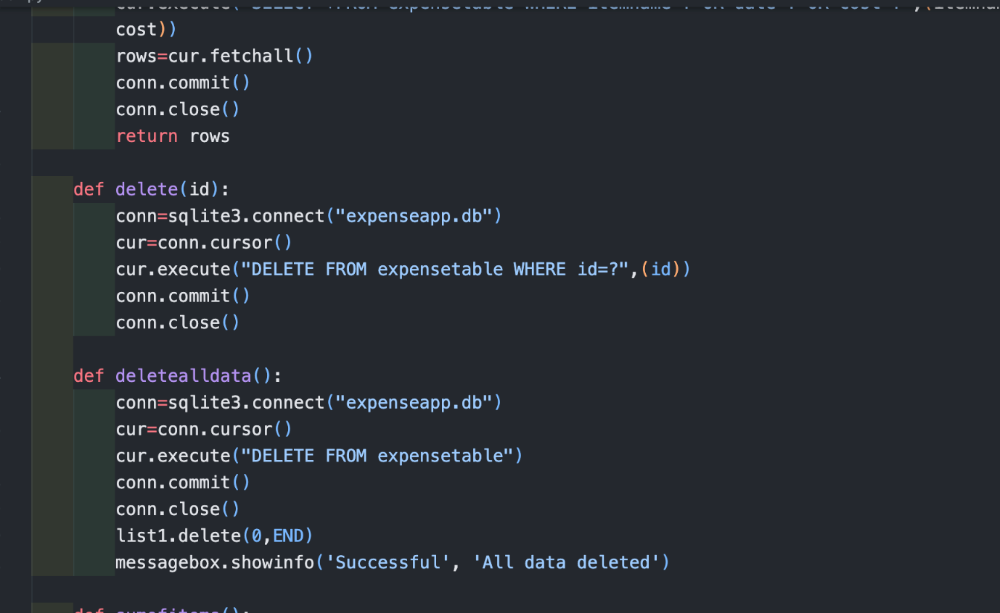 cost))
rows=cur.fetchall()
conn.commit()
conn.close()
return rows
def delete(id):
conn=sqlite3.connect("expenseapp.db")
cur=conn.cursor()
cur.execute("DELETE FROM expensetable WHERE id=?",(id))
conn.commit()
conn.close()
def deletealldata():
conn=sqlite3.connect("expenseapp.db")
cur=conn.cursor()
cur.execute("DELETE FROM expensetable")
conn.commit()
conn.close()
list1.delete(0,END)
messagebox.showinfo('Successful', 'All data deleted')